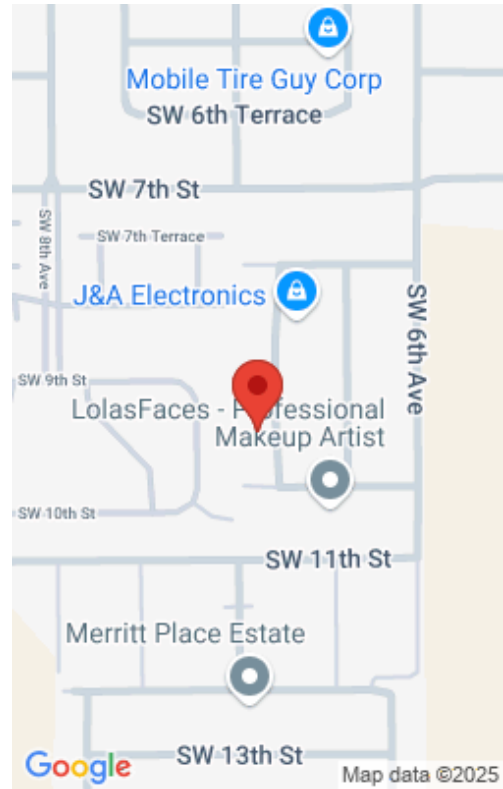 Mobile Tire Guy Corp
SW 6th Terrace
SW 7th St
SW 8th Ave
SW 7th Terrace
J&A Electronics
SW 6th Ave
SW 9th St
LolasFaces - Professional
Makeup Artist
SW 10th St
SW 11th St
Merritt Place Estate
SW 13th St
Google
Map data ©2025